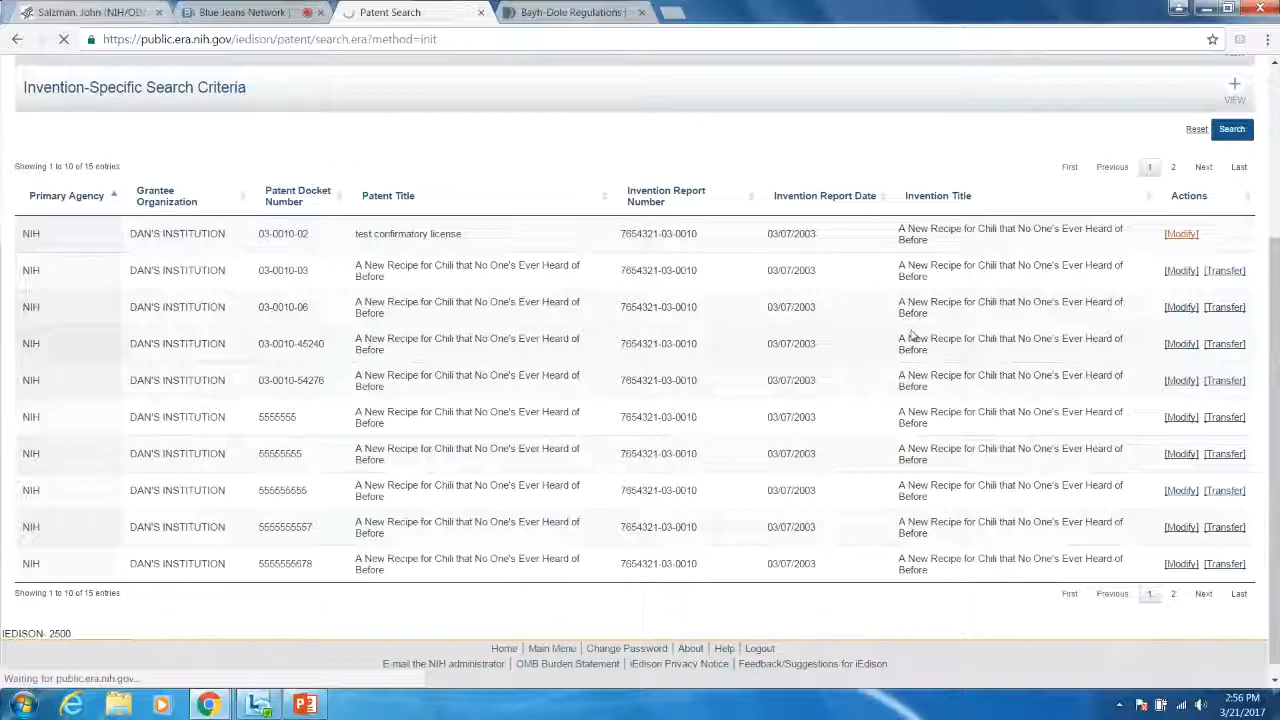 Salzman, John (NIH/OD)
Blue Jeans Network |
Patent Search
Bayh-Dole Regulations |
https://public.era.nih.gov/iedison/patent/search.era?method=init
Invention-Specific Search Criteria
VIEW
Reset Search
Showing 1 to 10 of 15 entries First Previous 1 2 Next Last
Primary Agency Grantee Organization Patent Docket Number Patent Title Invention Report Number Invention Report Date Invention Title Actions
NIH DAN'S INSTITUTION 03-0010-02 test confirmatory license 7654321-03-0010 03/07/2003 A New Recipe for Chili that No One's Ever Heard of Before [Modify]
NIH DAN'S INSTITUTION 03-0010-03 A New Recipe for Chili that No One's Ever Heard of Before 7654321-03-0010 03/07/2003 A New Recipe for Chili that No One's Ever Heard of Before [Modify] [Transfer]
NIH DAN'S INSTITUTION 03-0010-06 A New Recipe for Chili that No One's Ever Heard of Before 7654321-03-0010 03/07/2003 A New Recipe for Chili that No One's Ever Heard of Before [Modify] [Transfer]
NIH DAN'S INSTITUTION 03-0010-45240 A New Recipe for Chili that No One's Ever Heard of Before 7654321-03-0010 03/07/2003 A New Recipe for Chili that No One's Ever Heard of Before [Modify] [Transfer]
NIH DAN'S INSTITUTION 03-0010-54276 A New Recipe for Chili that No One's Ever Heard of Before 7654321-03-0010 03/07/2003 A New Recipe for Chili that No One's Ever Heard of Before [Modify] [Transfer]
NIH DAN'S INSTITUTION 5555555 A New Recipe for Chili that No One's Ever Heard of Before 7654321-03-0010 03/07/2003 A New Recipe for Chili that No One's Ever Heard of Before [Modify] [Transfer]
NIH DAN'S INSTITUTION 55555555 A New Recipe for Chili that No One's Ever Heard of Before 7654321-03-0010 03/07/2003 A New Recipe for Chili that No One's Ever Heard of Before [Modify] [Transfer]
NIH DAN'S INSTITUTION 555555555 A New Recipe for Chili that No One's Ever Heard of Before 7654321-03-0010 03/07/2003 A New Recipe for Chili that No One's Ever Heard of Before [Modify] [Transfer]
NIH DAN'S INSTITUTION 5555555557 A New Recipe for Chili that No One's Ever Heard of Before 7654321-03-0010 03/07/2003 A New Recipe for Chili that No One's Ever Heard of Before [Modify] [Transfer]
NIH DAN'S INSTITUTION 5555555678 A New Recipe for Chili that No One's Ever Heard of Before 7654321-03-0010 03/07/2003 A New Recipe for Chili that No One's Ever Heard of Before [Modify] [Transfer]
Showing 1 to 10 of 15 entries First Previous 1 2 Next Last
IEDISON- 2500
Home | Main Menu | Change Password | About | Help | Logout
E-mail the NIH administrator | OMB Burden Statement | iEdison Privacy Notice | Feedback/Suggestions for iEdison
Waiting for public.era.nih.gov...
2:56 PM
3/21/2017